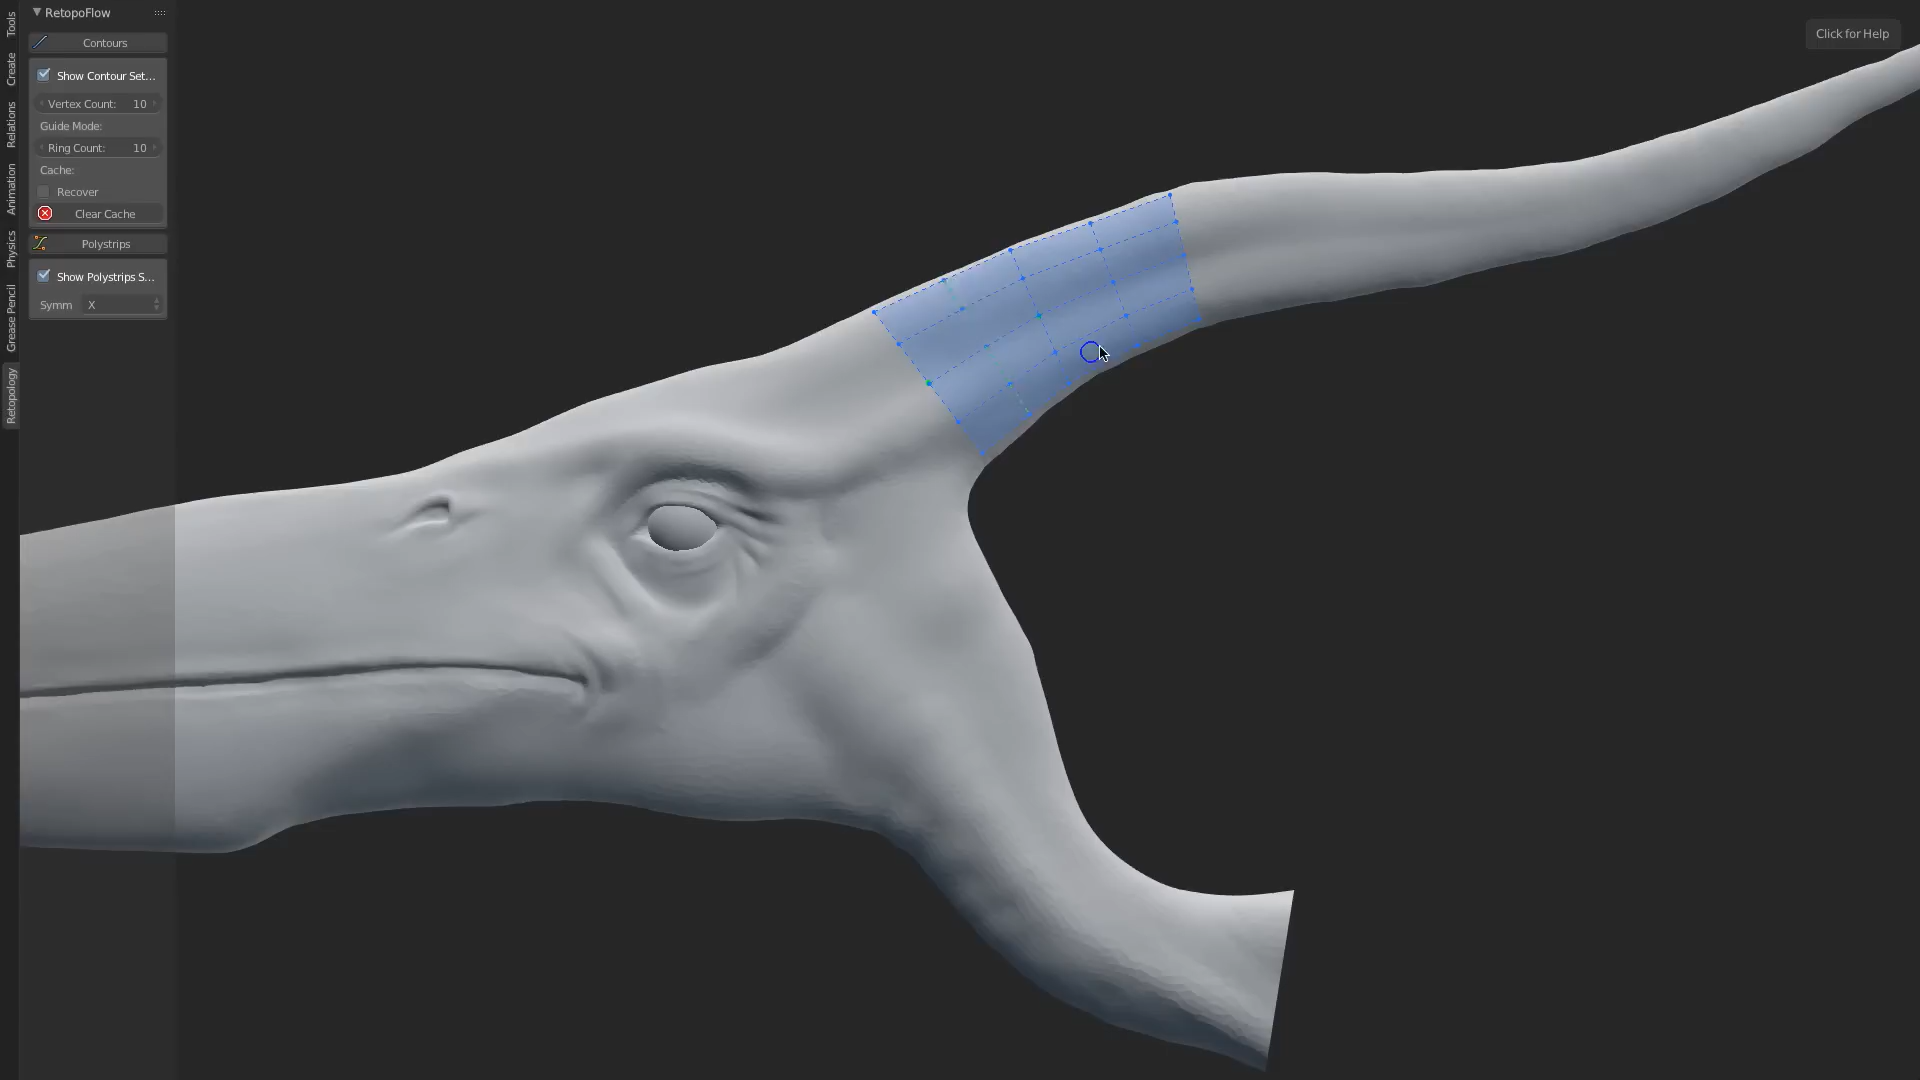 RetopoFlow
Contours
Show Contour Set...
Vertex Count: 10
Guide Mode:
Ring Count: 10
Cache:
Recover
Clear Cache
Polystrips
Show Polystrips S...
Symm X
Tools
Create
Relations
Animation
Physics
Grease Pencil
Retopology
Click for Help